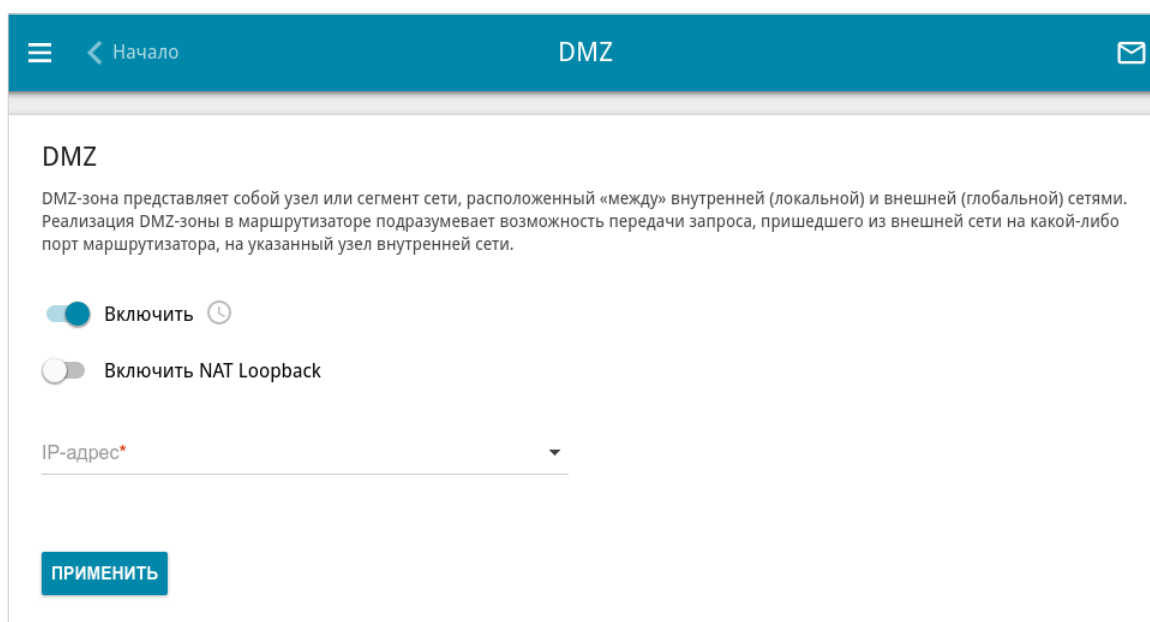 Начало
DMZ
DMZ
DMZ-зона представляет собой узел или сегмент сети, расположенный «между» внутренней (локальной) и внешней (глобальной) сетями.
Реализация DMZ-зоны в маршрутизаторе подразумевает возможность передачи запроса, пришедшего из внешней сети на какой-либо
порт маршрутизатора, на указанный узел внутренней сети.
Включить
Включить NAT Loopback
IP-адрес*
ПРИМЕНИТЬ